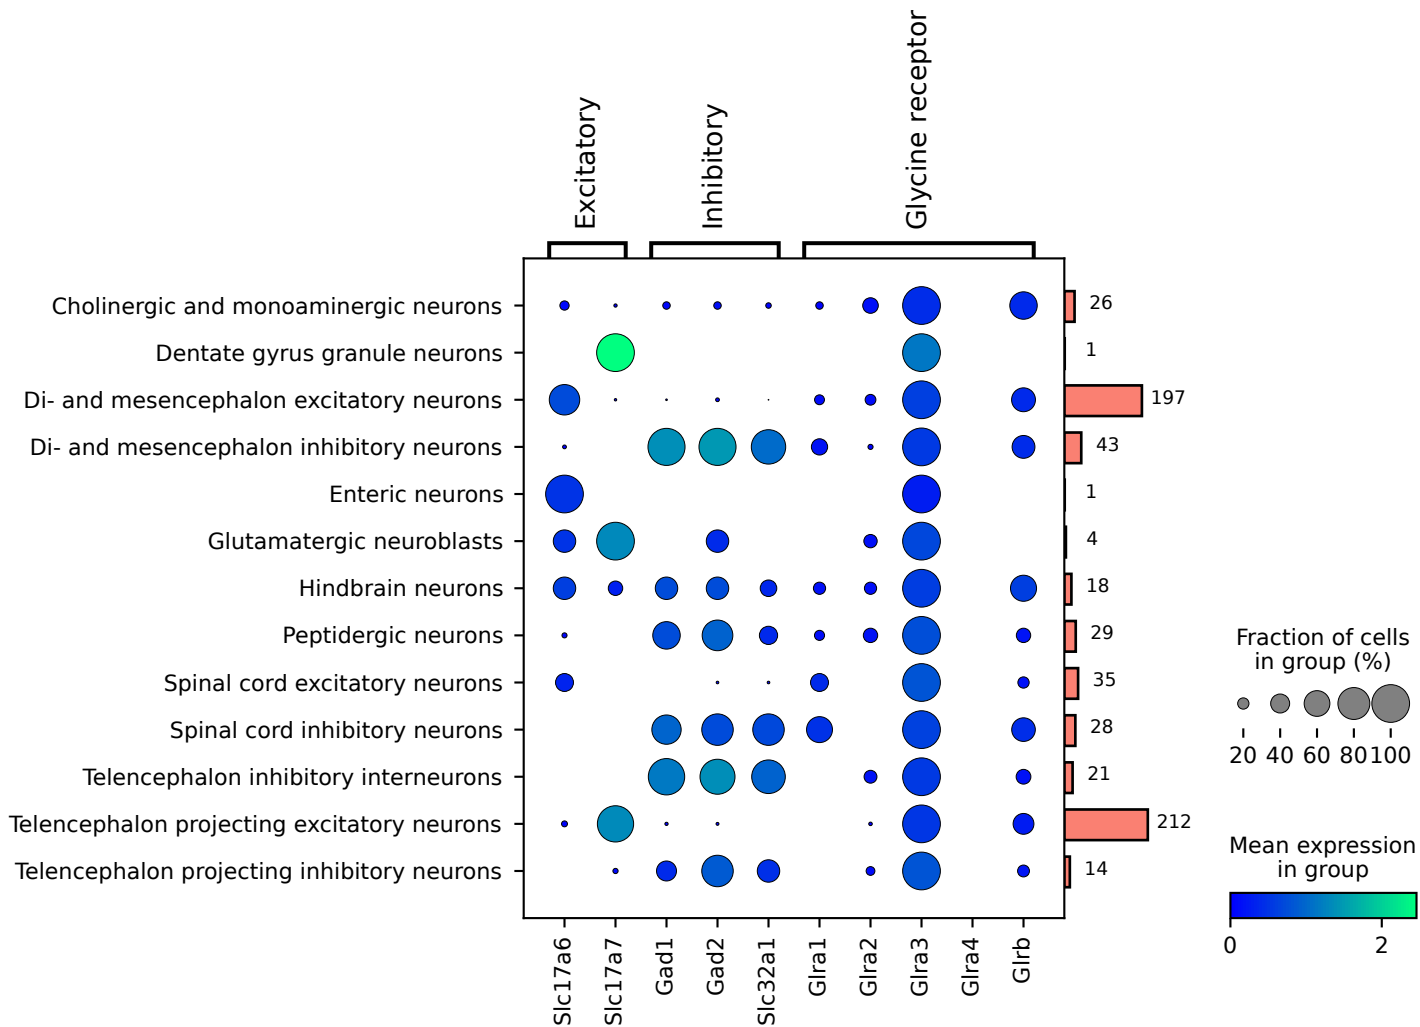 Excitatory
Inhibitory
Glycine receptor
Cholinergic and monoaminergic neurons
26
Dentate gyrus granule neurons
1
Di- and mesencephalon excitatory neurons
197
Di- and mesencephalon inhibitory neurons
43
Enteric neurons
1
Glutamatergic neuroblasts
4
Hindbrain neurons
18
Peptidergic neurons
29
Spinal cord excitatory neurons
35
Spinal cord inhibitory neurons
28
Telencephalon inhibitory interneurons
21
Telencephalon projecting excitatory neurons
212
Telencephalon projecting inhibitory neurons
14
Slc17a6
Slc17a7
Gad1
Gad2
Slc32a1
Glra1
Glra2
Glra3
Glra4
Glrb
Fraction of cells
in group (%)
20 40 60 80 100
Mean expression
in group
0 2